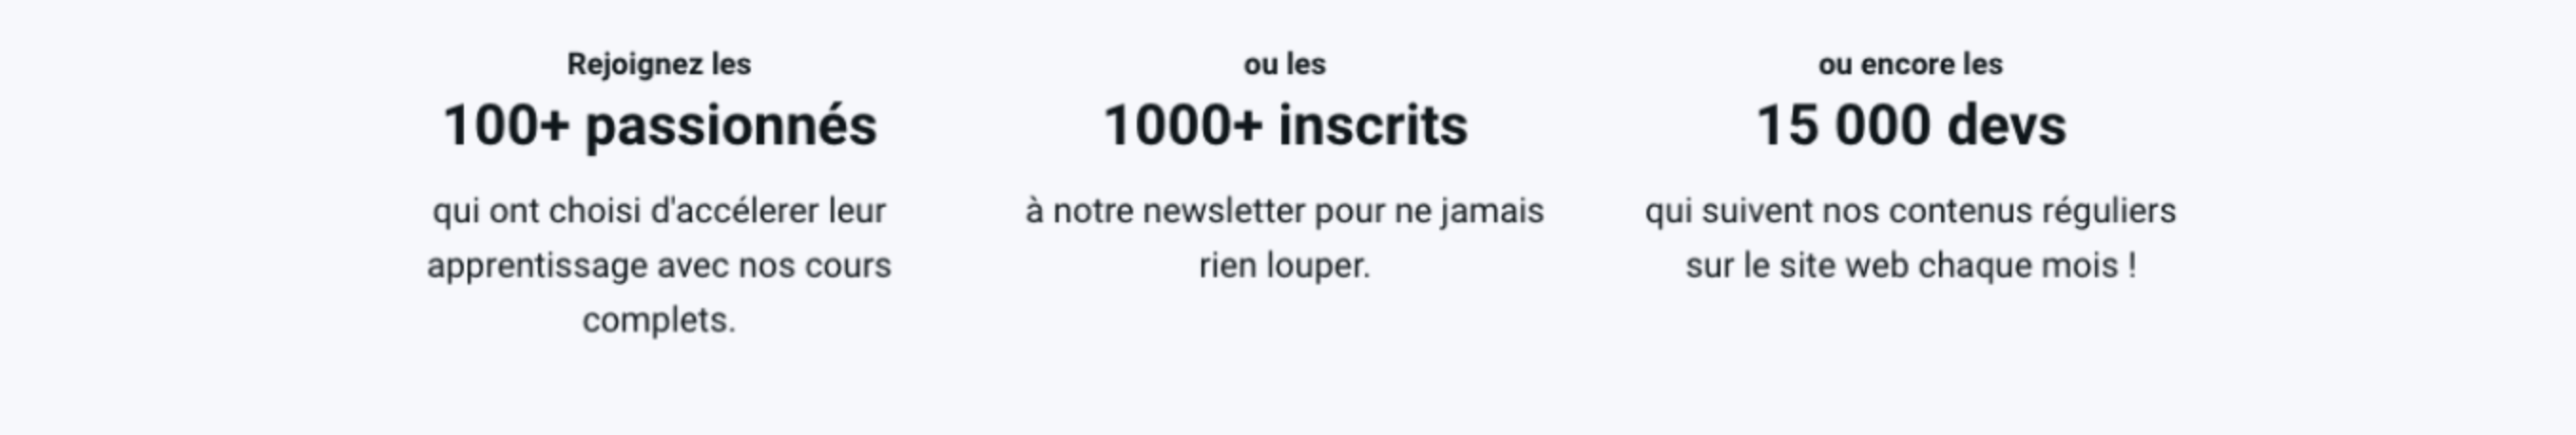 Rejoignez les
100+ passionnés
qui ont choisi d'accélerer leur
apprentissage avec nos cours
complets.
ou les
1000+ inscrits
à notre newsletter pour ne jamais
rien louper.
ou encore les
15 000 devs
qui suivent nos contenus réguliers
sur le site web chaque mois !